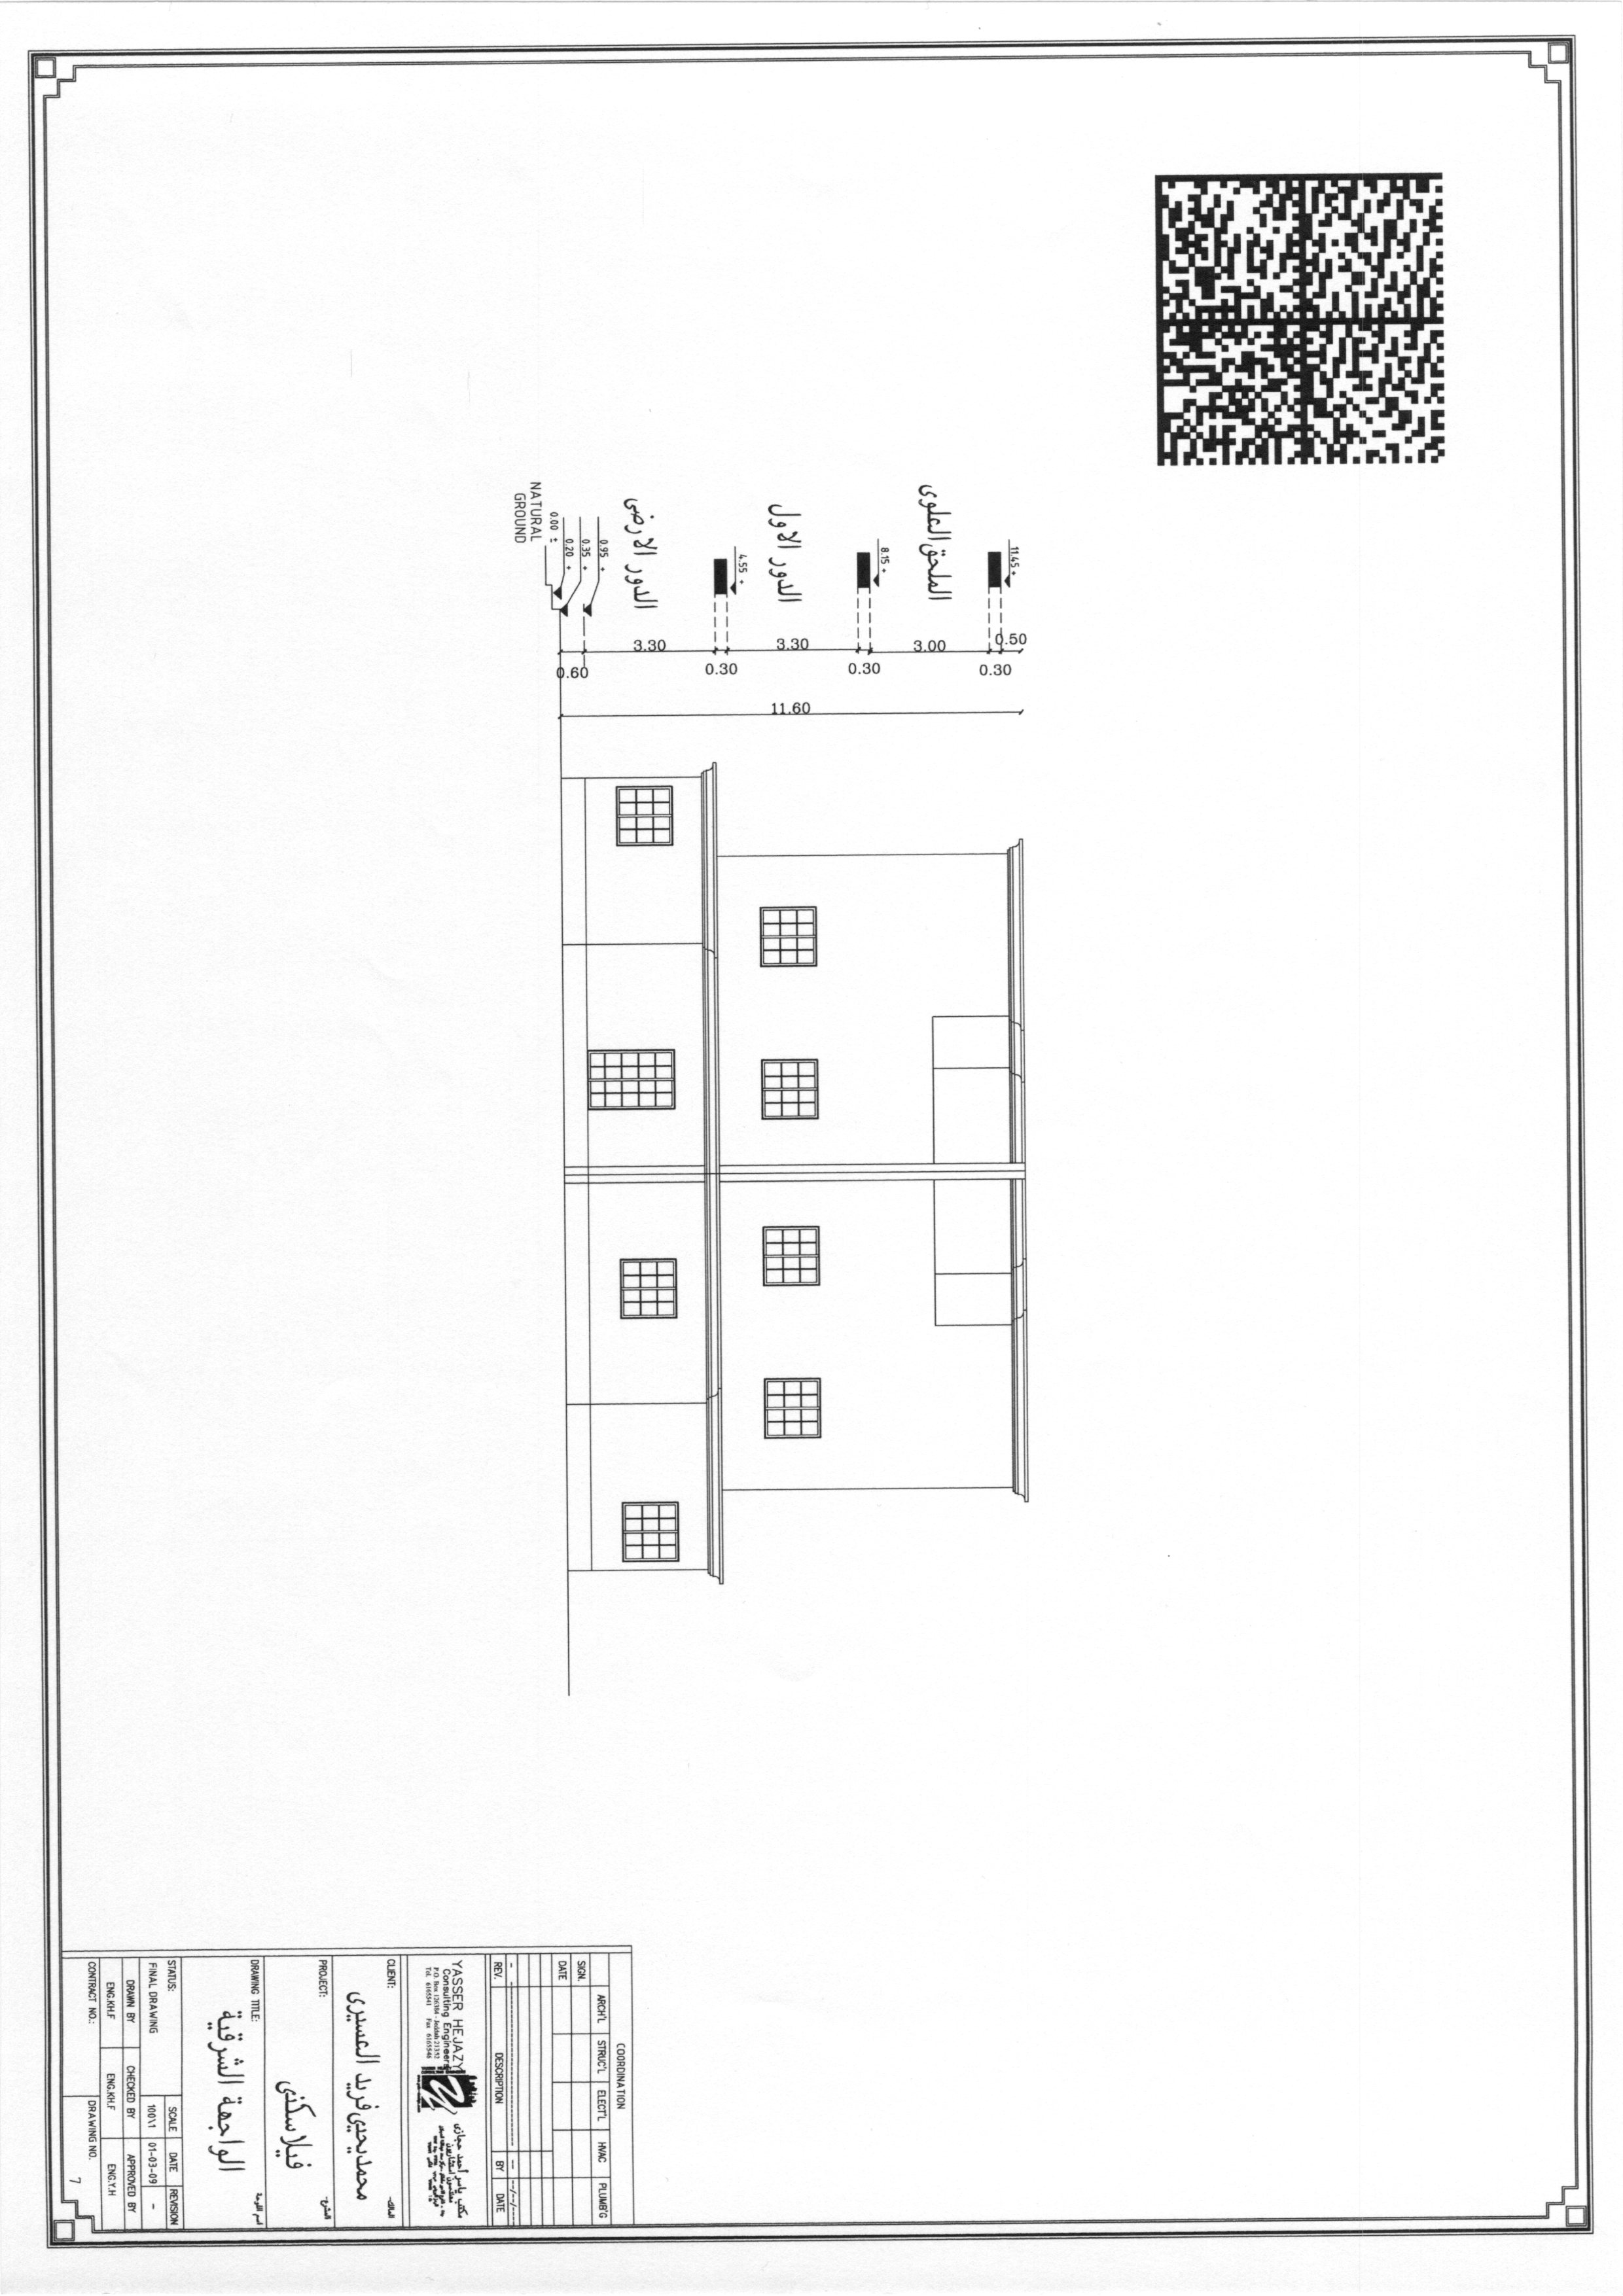 11.45 +
0.50
0.30
الملحق العلوى
3.00
8.15 +
0.30
الدور الاول
3.30
11.60
4.55 +
0.30
الدور الارضى
3.30
0.95 +
0.35 +
0.20 +
0.00 ±
0.60
NATURAL
GROUND
COORDINATION
ARCH'L STRUC'L ELECT'L HVAC PLUMB'G
SIGN.
DATE
REV. DESCRIPTION BY DATE
YASSER HEJAZY
Consulting Engineers
P.O. Box 126384 - Jeddah 21352
Tel. 6165541 Fax 6165546
مكتب ياسر أحمد حجازى
مهندسون استشاريون
CLIENT: المالك:-
محمد يحيى فريد العسيرى
PROJECT: المشرع:-
فيلا سكنى
DRAWING TITLE: اسم اللوحة
الواجهة الشرقية
STATUS: SCALE DATE REVISION
FINAL DRAWING 100\1 01-03-09 -
DRAWN BY CHECKED BY APPROVED BY
ENG.KH.F ENG.KH.F ENG.Y.H
CONTRACT NO.: DRAWING NO.
7